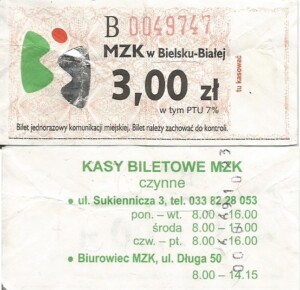 B 0049747
MZK w Bielsku-Białej
3,00 zł
w tym PTU 7%
tu kasować
Bilet jednorazowy komunikacji miejskiej. Bilet należy zachować do kontroli.
KASY BILETOWE MZK
czynne
• ul. Sukiennicza 3, tel. 033 82 28 053
pon. – wt. 8.00 – 16.00
środa 8.00 – 16.00
czw. – pt. 8.00 – 16.00
• Biurowiec MZK, ul. Długa 50
8.00 – 14.15